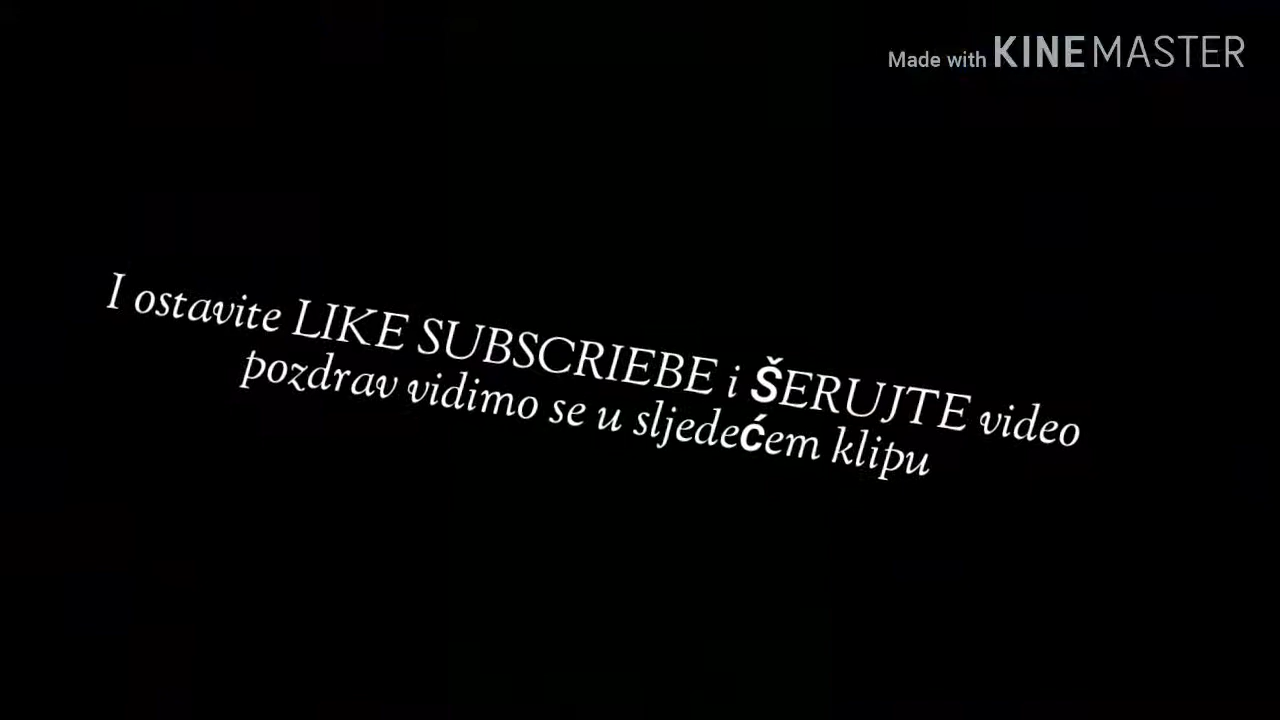 Made with KINEMASTER
I ostavite LIKE SUBSCRIEBE i ŠERUJTE video
pozdrav vidimo se u sljedećem klipu